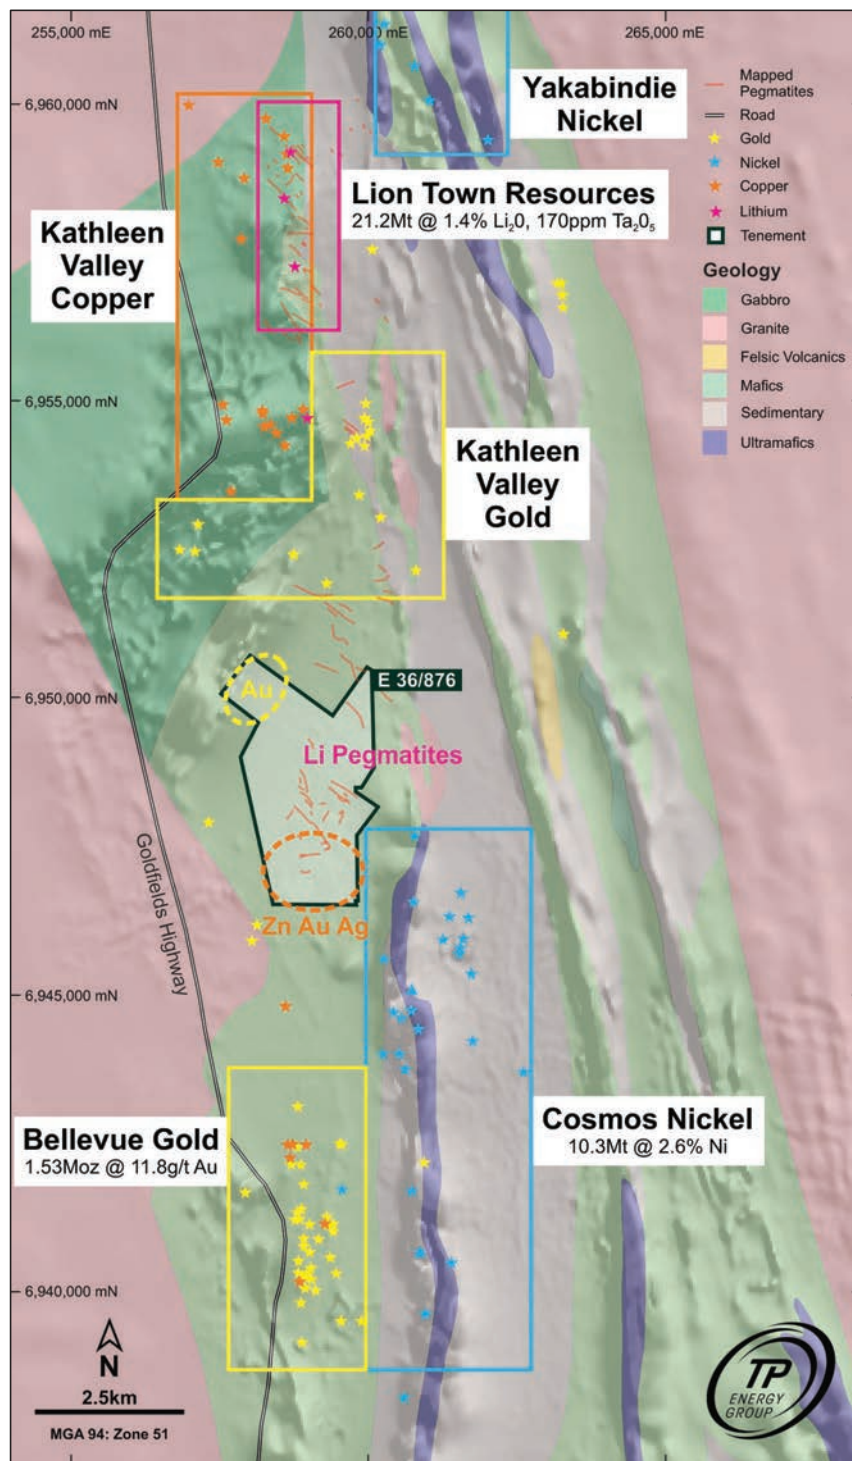 255,000 mE
260,000 mE
265,000 mE
6,960,000 mN
6,955,000 mN
6,950,000 mN
6,945,000 mN
6,940,000 mN
Yakabindie
Nickel
Lion Town Resources
21.2Mt @ 1.4% Li₂0, 170ppm Ta₂0₅
Kathleen
Valley
Copper
Kathleen
Valley
Gold
Mapped
Pegmatites
Road
Gold
Nickel
Copper
Lithium
Tenement
Geology
Gabbro
Granite
Felsic Volcanics
Mafics
Sedimentary
Ultramafics
E 36/876
Au
Li Pegmatites
Zn Au Ag
Goldfields Highway
Bellevue Gold
1.53Moz @ 11.8g/t Au
Cosmos Nickel
10.3Mt @ 2.6% Ni
N
2.5km
MGA 94: Zone 51
TP
ENERGY
GROUP